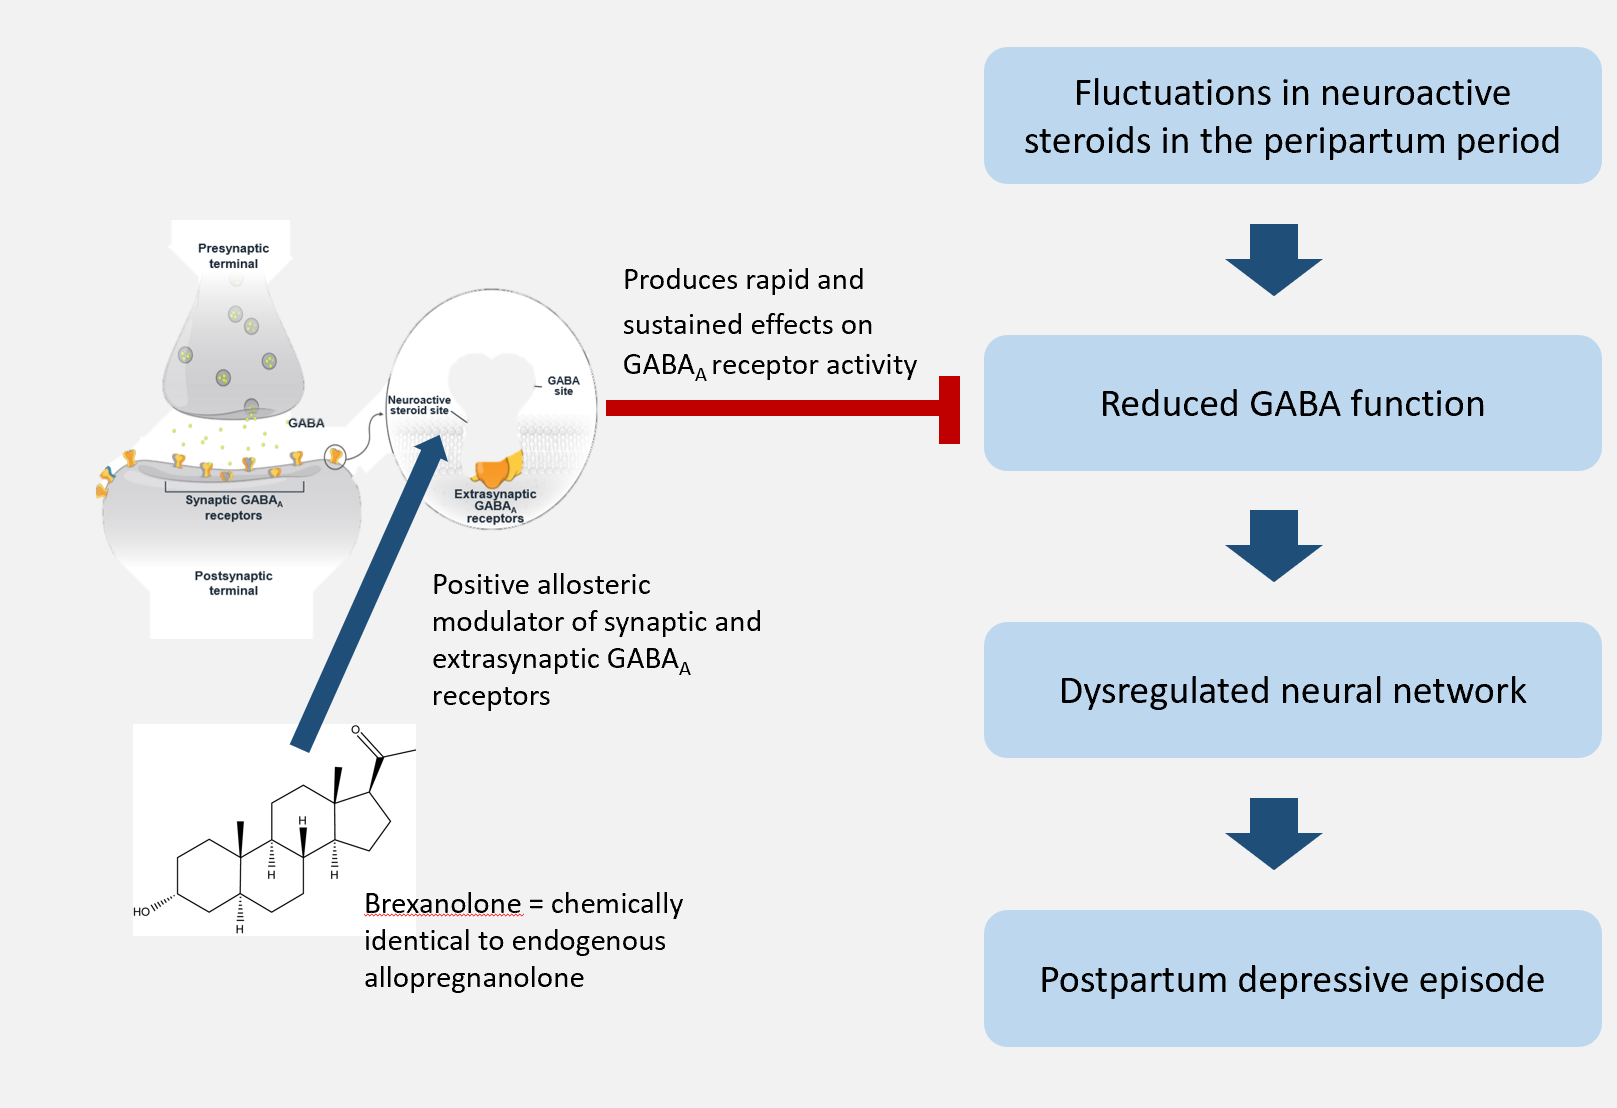 Fluctuations in neuroactive
steroids in the peripartum period
Presynaptic
terminal
Produces rapid and
sustained effects on
GABAA receptor activity
GABA
site
Neuroactive
steroid site
GABA
Reduced GABA function
Synaptic GABAA
receptors
Extrasynaptic
GABAA
receptors
Postsynaptic
terminal
Positive allosteric
modulator of synaptic and
extrasynaptic GABAA
receptors
Dysregulated neural network
O
H
H
H
HO
H
Brexanolone = chemically
identical to endogenous
allopregnanolone
Postpartum depressive episode